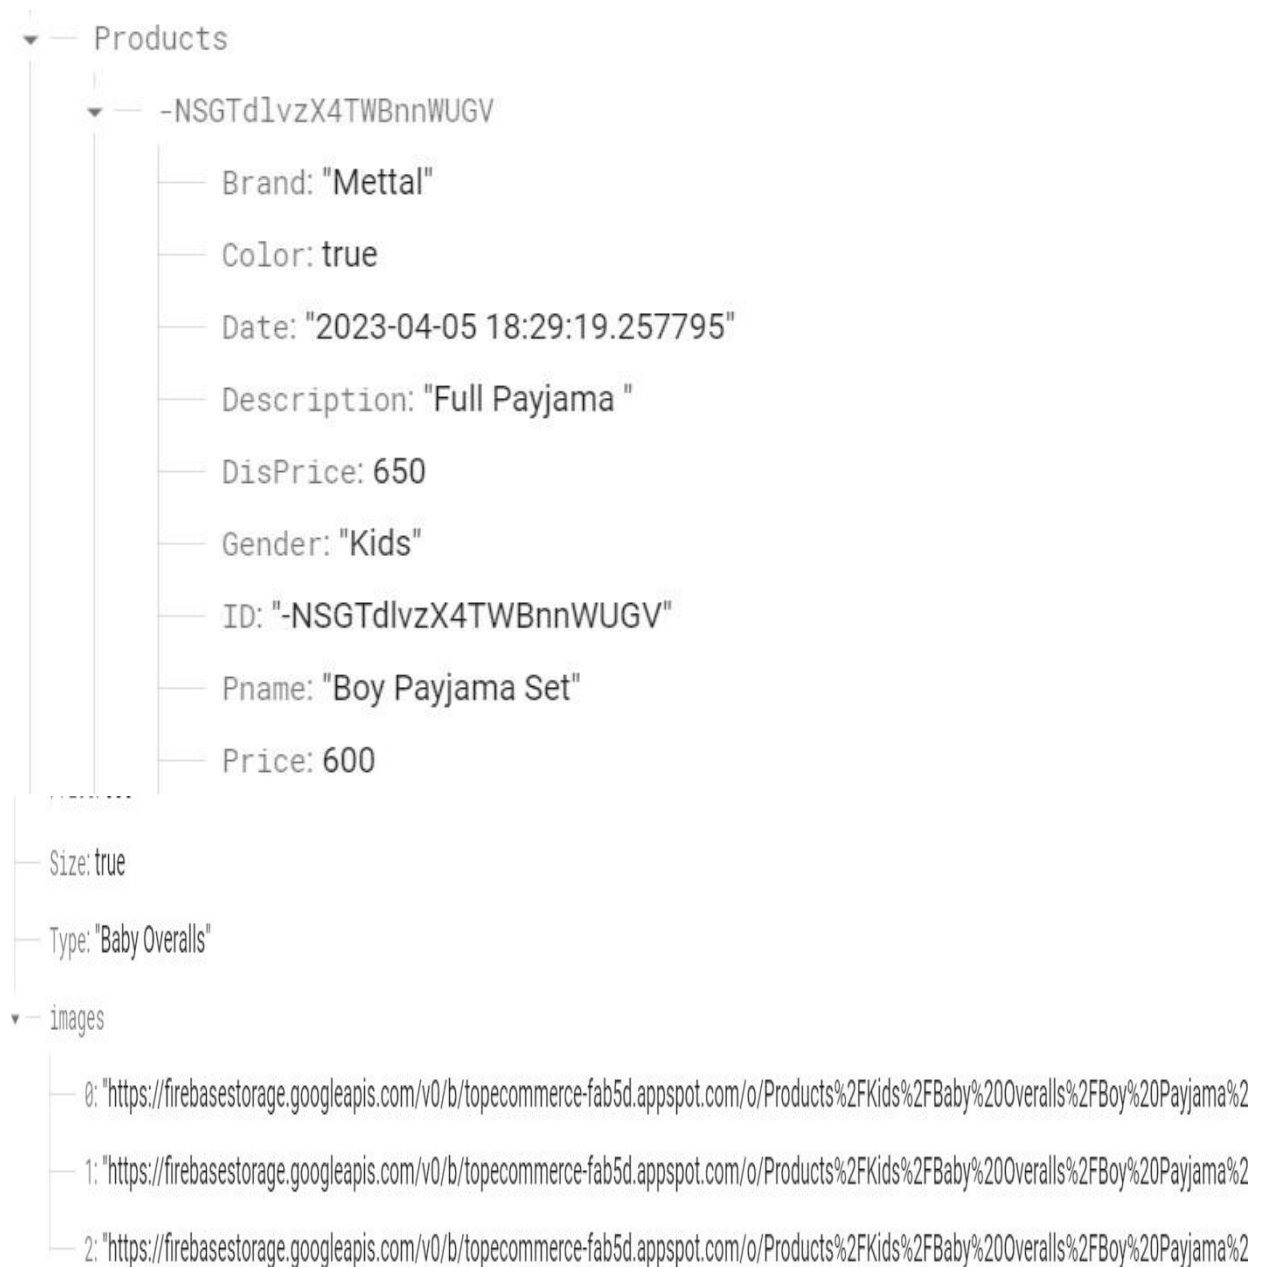 Products
-NSGTdlvzX4TWBnnWUGV
Brand: "Mettal"
Color: true
Date: "2023-04-05 18:29:19.257795"
Description: "Full Payjama "
DisPrice: 650
Gender: "Kids"
ID: "-NSGTdlvzX4TWBnnWUGV"
Pname: "Boy Payjama Set"
Price: 600
Size: true
Type: "Baby Overalls"
images
0: "https://firebasestorage.googleapis.com/v0/b/topecommerce-fab5d.appspot.com/o/Products%2FKids%2FBaby%20Overalls%2FBoy%20Payjama%2
1: "https://firebasestorage.googleapis.com/v0/b/topecommerce-fab5d.appspot.com/o/Products%2FKids%2FBaby%20Overalls%2FBoy%20Payjama%2
2: "https://firebasestorage.googleapis.com/v0/b/topecommerce-fab5d.appspot.com/o/Products%2FKids%2FBaby%20Overalls%2FBoy%20Payjama%2